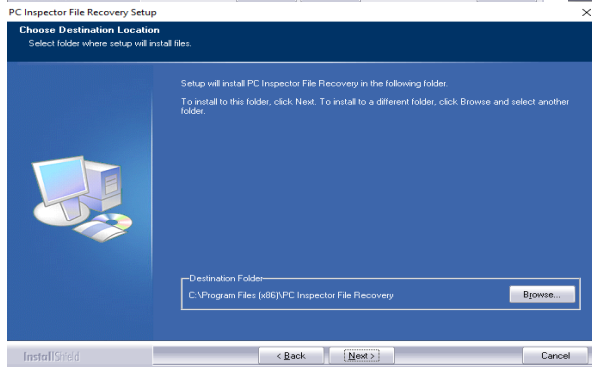 PC Inspector File Recovery Setup
Choose Destination Location
Select folder where setup will install files.
Setup will install PC Inspector File Recovery in the following folder.
To install to this folder, click Next. To install to a different folder, click Browse and select another
folder.
Destination Folder
C:\Program Files (x86)\PC Inspector File Recovery
Browse...
InstallShield
< Back
Next >
Cancel